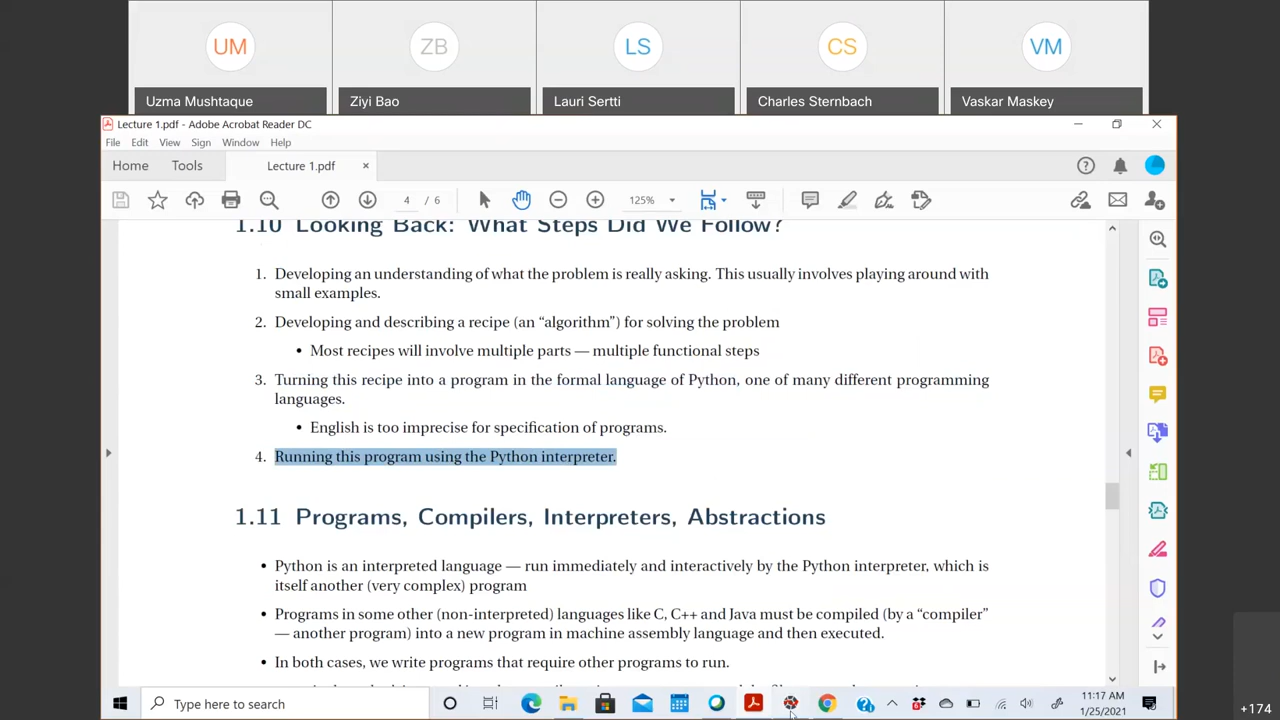 UM
ZB
LS
CS
VM
Uzma Mushtaque
Ziyi Bao
Lauri Sertti
Charles Sternbach
Vaskar Maskey
Lecture 1.pdf - Adobe Acrobat Reader DC
File Edit View Sign Window Help
Home Tools Lecture 1.pdf ×
4 / 6 125%
1.10 Looking Back: What Steps Did We Follow?
1. Developing an understanding of what the problem is really asking. This usually involves playing around with
small examples.
2. Developing and describing a recipe (an “algorithm”) for solving the problem
• Most recipes will involve multiple parts — multiple functional steps
3. Turning this recipe into a program in the formal language of Python, one of many different programming
languages.
• English is too imprecise for specification of programs.
4. Running this program using the Python interpreter.
1.11 Programs, Compilers, Interpreters, Abstractions
• Python is an interpreted language — run immediately and interactively by the Python interpreter, which is
itself another (very complex) program
• Programs in some other (non-interpreted) languages like C, C++ and Java must be compiled (by a “compiler”
— another program) into a new program in machine assembly language and then executed.
• In both cases, we write programs that require other programs to run.
Type here to search
11:17 AM
1/25/2021
+174